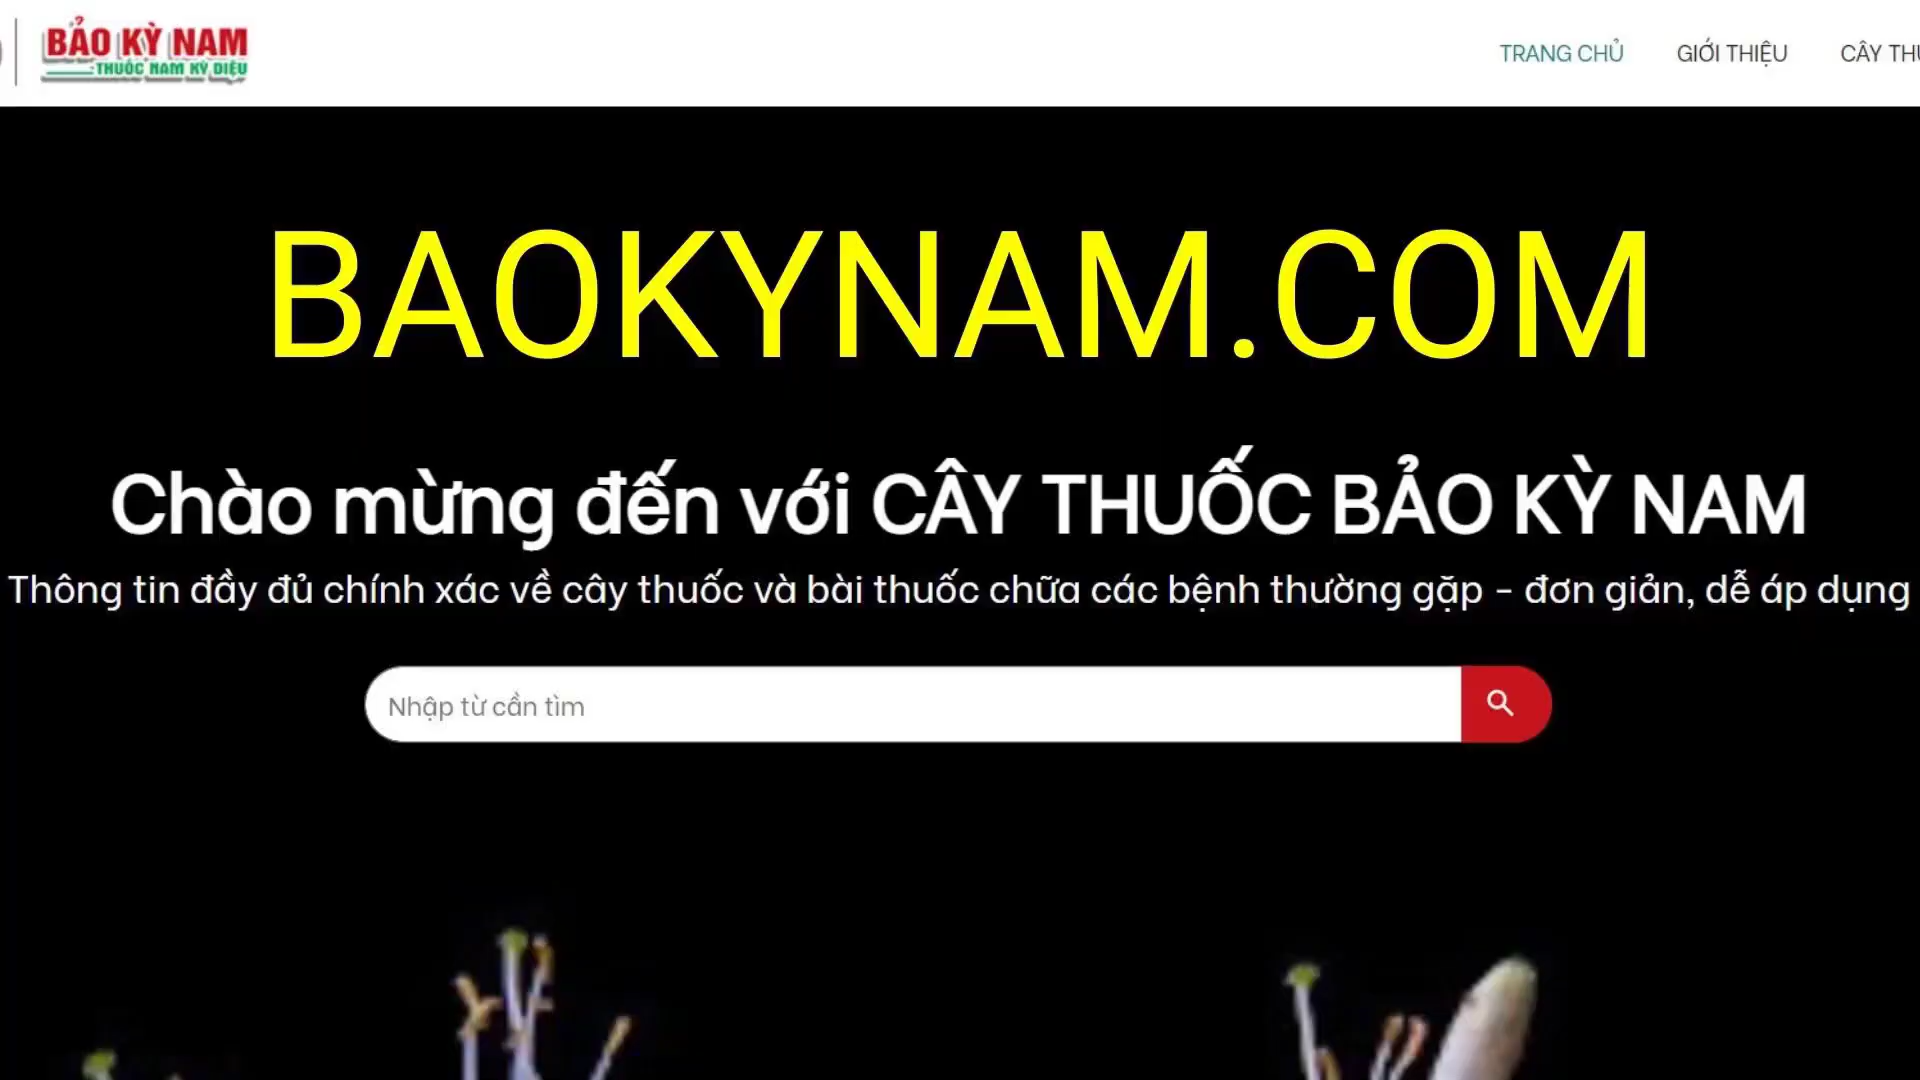 BẢO KỲ NAM
THUỐC NAM KỲ DIỆU
TRANG CHỦ
GIỚI THIỆU
CÂY
BAOKYNAM.COM
Chào mừng đến với CÂY THUỐC BẢO KỲ NAM
Thông tin đầy đủ chính xác về cây thuốc và bài thuốc chữa các bệnh thường gặp - đơn giản, dễ áp dụng
Nhập từ cần tìm